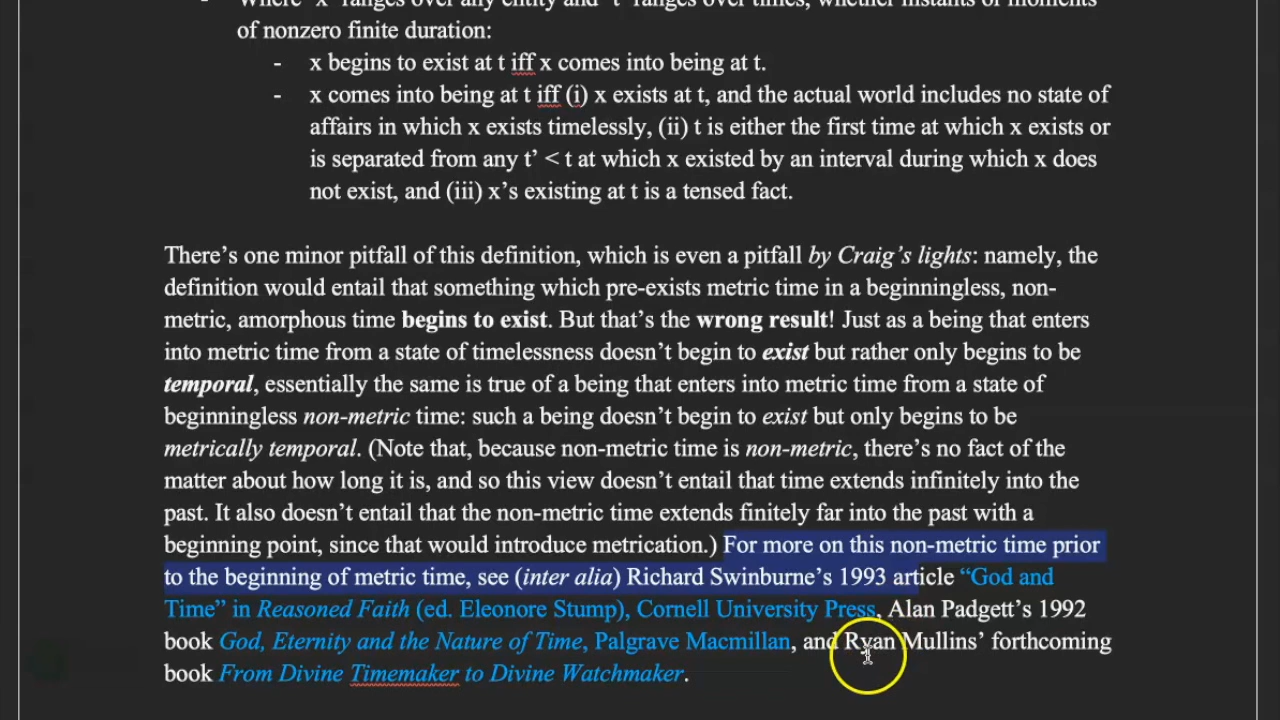 - Where ‘x’ ranges over any entity and ‘t’ ranges over times, whether instants or moments
of nonzero finite duration:
- x begins to exist at t iff x comes into being at t.
- x comes into being at t iff (i) x exists at t, and the actual world includes no state of
affairs in which x exists timelessly, (ii) t is either the first time at which x exists or
is separated from any t’ < t at which x existed by an interval during which x does
not exist, and (iii) x’s existing at t is a tensed fact.
There’s one minor pitfall of this definition, which is even a pitfall by Craig’s lights: namely, the
definition would entail that something which pre-exists metric time in a beginningless, non-
metric, amorphous time begins to exist. But that’s the wrong result! Just as a being that enters
into metric time from a state of timelessness doesn’t begin to exist but rather only begins to be
temporal, essentially the same is true of a being that enters into metric time from a state of
beginningless non-metric time: such a being doesn’t begin to exist but only begins to be
metrically temporal. (Note that, because non-metric time is non-metric, there’s no fact of the
matter about how long it is, and so this view doesn’t entail that time extends infinitely into the
past. It also doesn’t entail that the non-metric time extends finitely far into the past with a
beginning point, since that would introduce metrication.) For more on this non-metric time prior
to the beginning of metric time, see (inter alia) Richard Swinburne’s 1993 article “God and
Time” in Reasoned Faith (ed. Eleonore Stump), Cornell University Press, Alan Padgett’s 1992
book God, Eternity and the Nature of Time, Palgrave Macmillan, and Ryan Mullins’ forthcoming
book From Divine Timemaker to Divine Watchmaker.